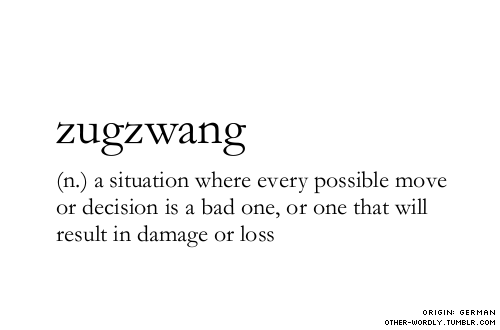 zugzwang
(n.) a situation where every possible move
or decision is a bad one, or one that will
result in damage or loss
ORIGIN: GERMAN
OTHER-WORDLY.TUMBLR.COM